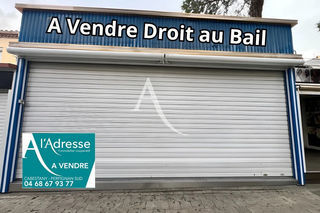 A Vendre Droit au Bail
l'Adresse
A VENDRE
CABESTANY - PERPIGNAN SUD
04 68 67 93 77